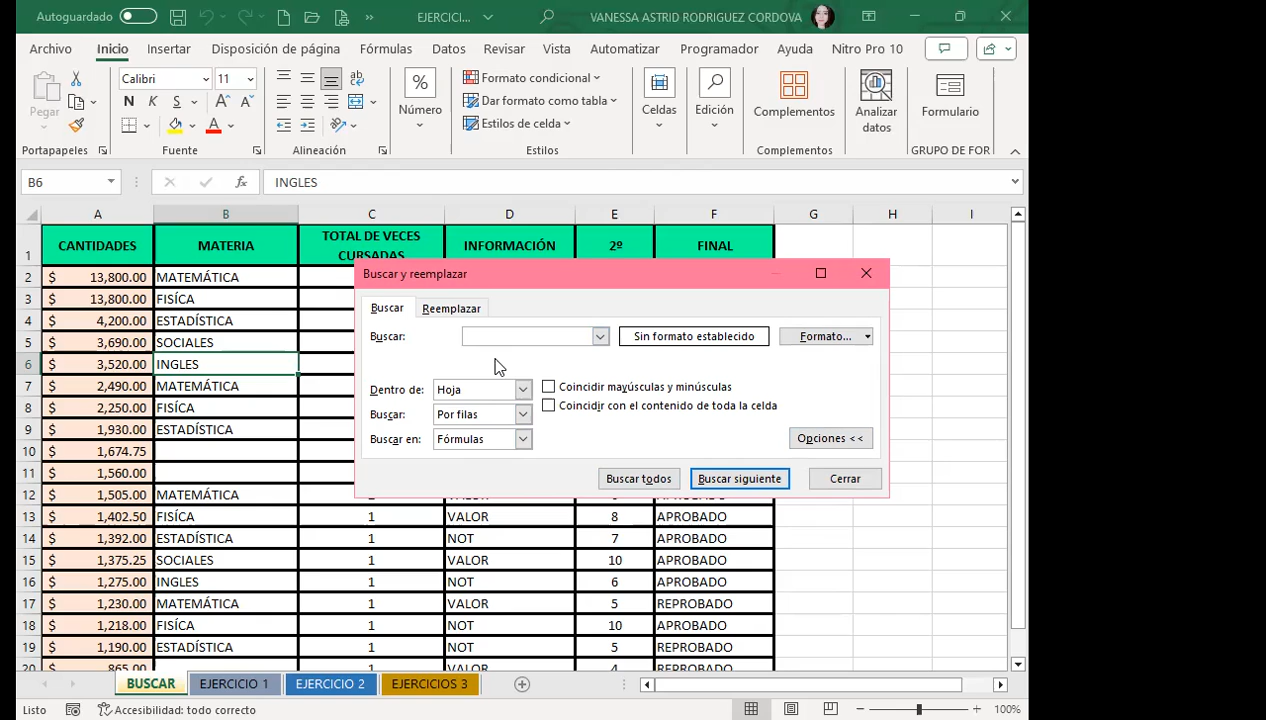 Autoguardado
EJERCICI...
VANESSA ASTRID RODRIGUEZ CORDOVA
Archivo Inicio Insertar Disposición de página Fórmulas Datos Revisar Vista Automatizar Programador Ayuda Nitro Pro 10
Pegar
Calibri 11
N K S
Número
Formato condicional
Dar formato como tabla
Estilos de celda
Celdas
Edición
Complementos
Analizar datos
Formulario
Portapapeles Fuente Alineación Estilos Complementos GRUPO DE FOR
B6 fx INGLES
A B C D E F G H I
1 CANTIDADES MATERIA TOTAL DE VECES CURSADAS INFORMACIÓN 2º FINAL
2 $ 13,800.00 MATEMÁTICA
3 $ 13,800.00 FISÍCA
4 $ 4,200.00 ESTADÍSTICA
5 $ 3,690.00 SOCIALES
6 $ 3,520.00 INGLES
7 $ 2,490.00 MATEMÁTICA
8 $ 2,250.00 FISÍCA
9 $ 1,930.00 ESTADÍSTICA
10 $ 1,674.75
11 $ 1,560.00
12 $ 1,505.00 MATEMÁTICA
13 $ 1,402.50 FISÍCA 1 VALOR 8 APROBADO
14 $ 1,392.00 ESTADÍSTICA 1 NOT 7 APROBADO
15 $ 1,375.25 SOCIALES 1 VALOR 10 APROBADO
16 $ 1,275.00 INGLES 1 NOT 6 APROBADO
17 $ 1,230.00 MATEMÁTICA 1 VALOR 5 REPROBADO
18 $ 1,218.00 FISÍCA 1 NOT 10 APROBADO
19 $ 1,190.00 ESTADÍSTICA 1 NOT 5 REPROBADO
20 $ 865.00 1 VALOR 4 REPROBADO
Buscar y reemplazar
Buscar Reemplazar
Buscar: Sin formato establecido Formato...
Dentro de: Hoja Coincidir mayúsculas y minúsculas
Coincidir con el contenido de toda la celda
Buscar: Por filas
Buscar en: Fórmulas Opciones <<
Buscar todos Buscar siguiente Cerrar
BUSCAR EJERCICIO 1 EJERCICIO 2 EJERCICIOS 3
Listo Accesibilidad: todo correcto 100%